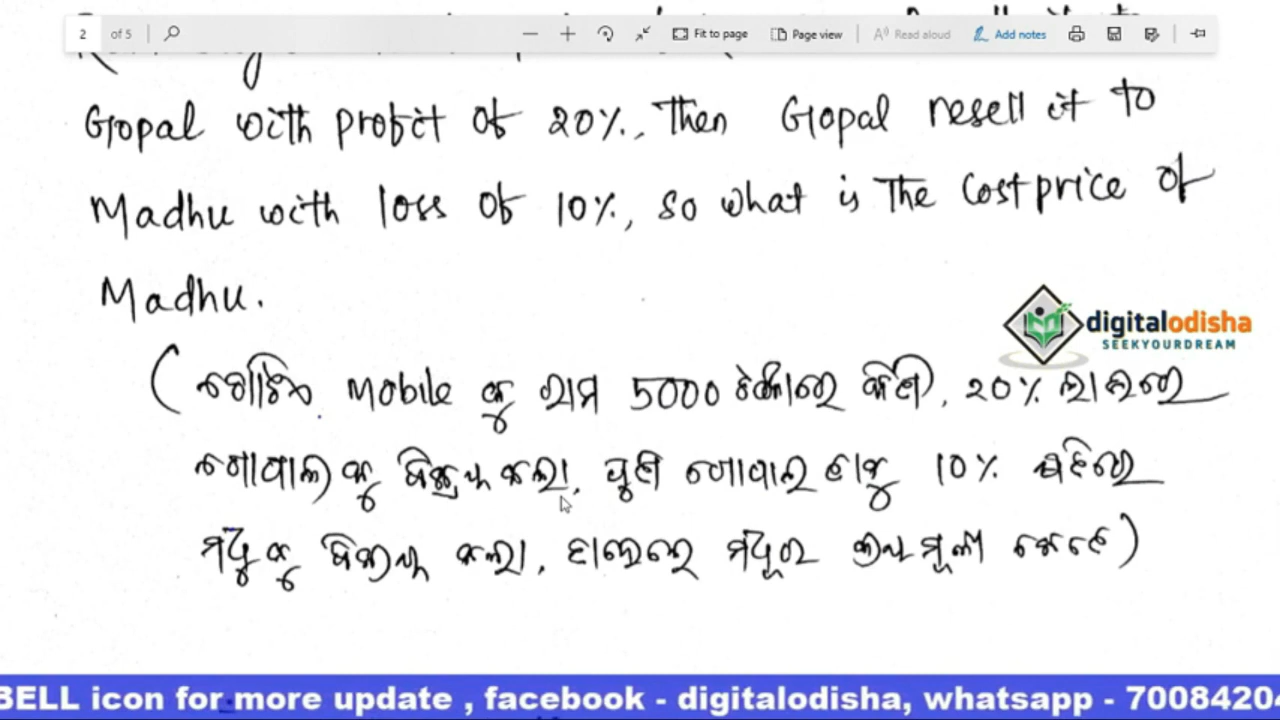 2 of 5 Fit to page Page view Read aloud Add notes
Gopal with profit of 20%, Then Gopal resell it to
Madhu with loss of 10%, so what is The Cost price of
Madhu.
digitalodisha
SEEKYOURDREAM
( ଗୋଟିଏ Mobile କୁ ରାମ 5000 ଟଙ୍କାରେ କିଣି, 20% ଲାଭରେ
ଗୋପାଳ କୁ ବିକ୍ରୟ କଲା, ପୁଣି ଗୋପାଳ ତାକୁ 10% କ୍ଷତିରେ
ମଧୁ କୁ ବିକ୍ରୟ କଲା, ତାହେଲେ ମଧୁର କ୍ରୟ ମୂଲ୍ୟ କେତେ )
BELL icon for more update , facebook - digitalodisha, whatsapp - 7008420